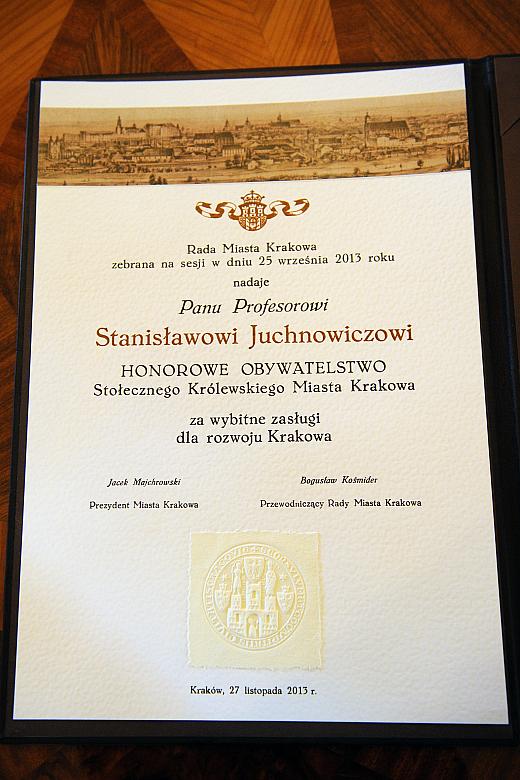 Rada Miasta Krakowa
zebrana na sesji w dniu 25 września 2013 roku
nadaje
Panu Profesorowi
Stanisławowi Juchnowiczowi
HONOROWE OBYWATELSTWO
Stołecznego Królewskiego Miasta Krakowa
za wybitne zasługi
dla rozwoju Krakowa
Jacek Majchrowski
Prezydent Miasta Krakowa
Bogusław Kośmider
Przewodniczący Rady Miasta Krakowa
Kraków, 27 listopada 2013 r.